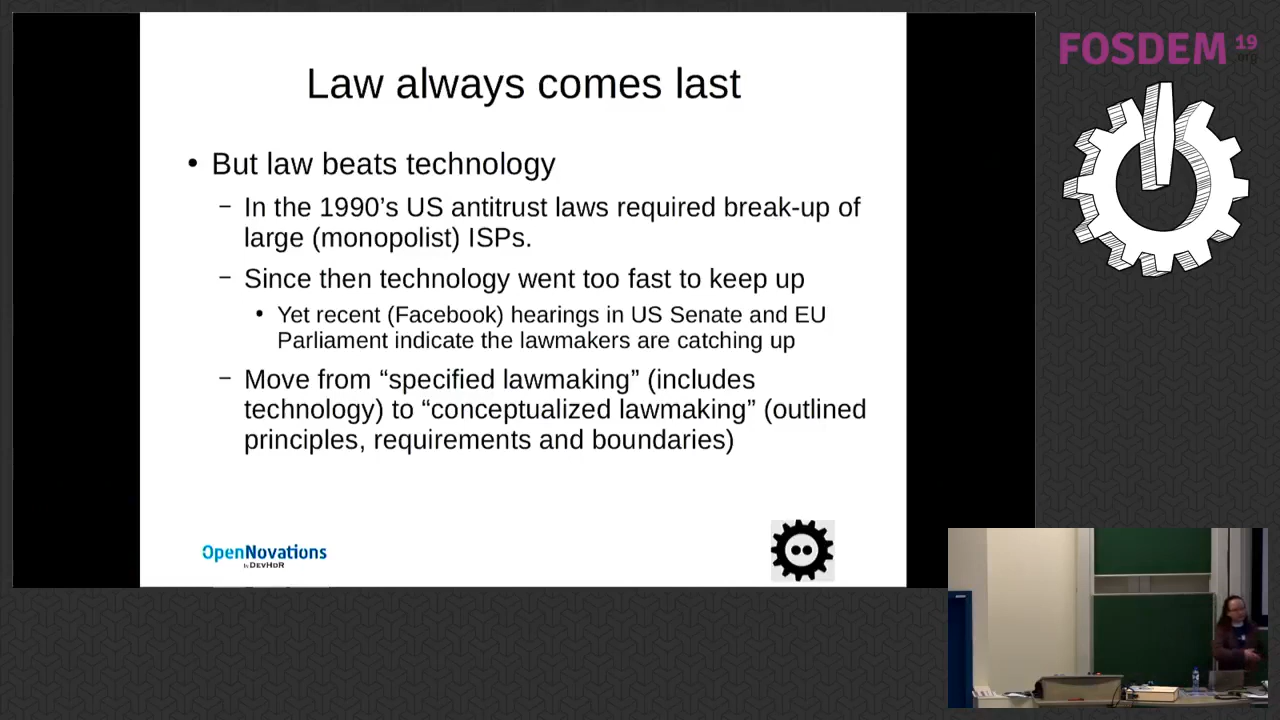 FOSDEM 19
.org
Law always comes last
• But law beats technology
– In the 1990’s US antitrust laws required break-up of
large (monopolist) ISPs.
– Since then technology went too fast to keep up
• Yet recent (Facebook) hearings in US Senate and EU
Parliament indicate the lawmakers are catching up
– Move from “specified lawmaking” (includes
technology) to “conceptualized lawmaking” (outlined
principles, requirements and boundaries)
OpenNovations
by DEVHDR